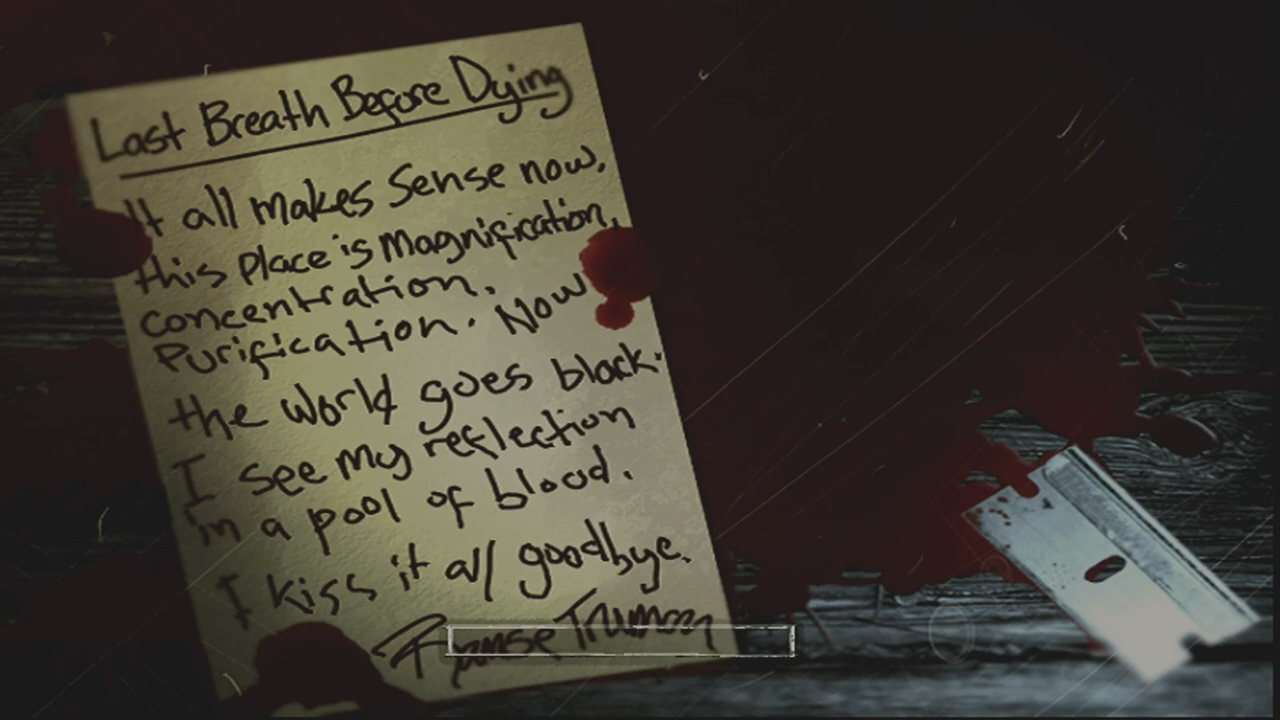 Last Breath Before Dying
It all makes Sense now,
this place is Magnification,
concentration,
Purification. Now
the world goes black.
I see my reflection
in a pool of blood.
I kiss it all goodbye.